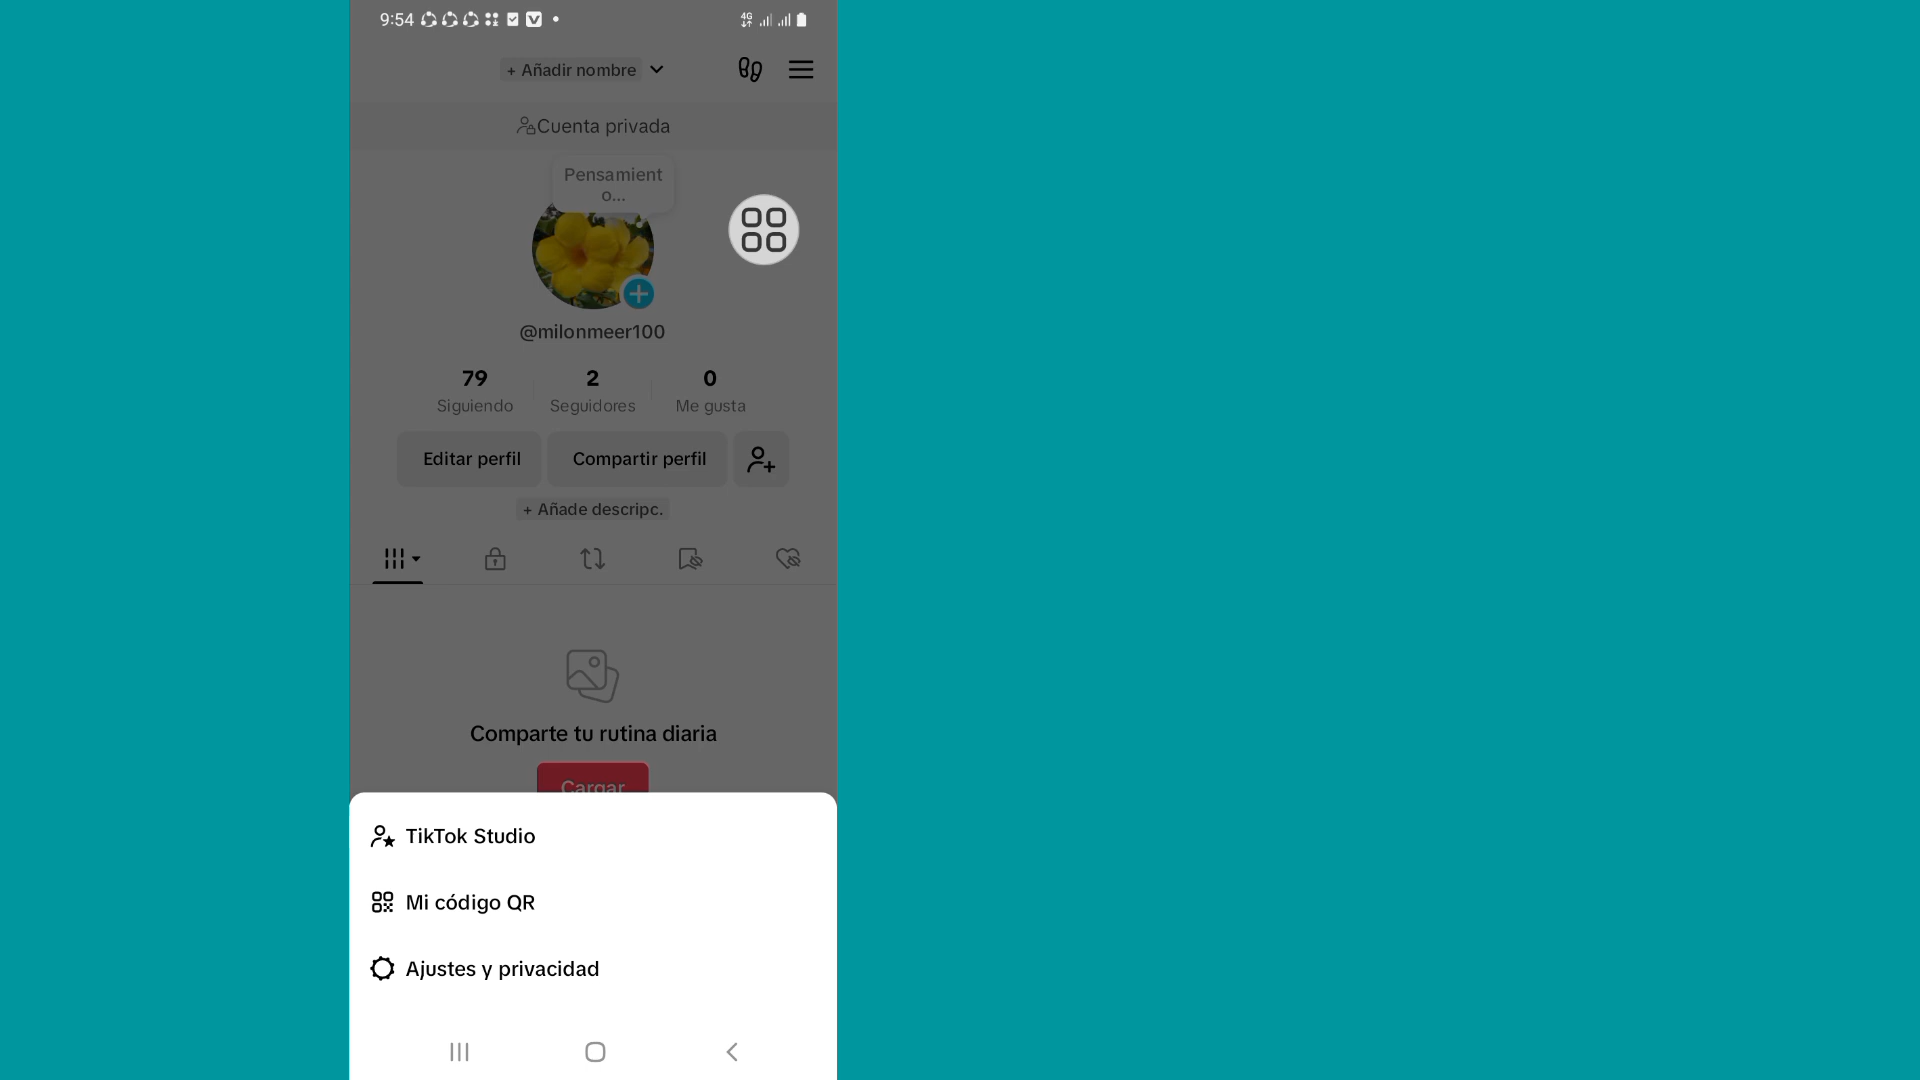 9:54
4G
+ Añadir nombre
Cuenta privada
Pensamient
o...
@milonmeer100
79
Siguiendo
2
Seguidores
0
Me gusta
Editar perfil
Compartir perfil
+ Añade descripc.
Comparte tu rutina diaria
Cargar
TikTok Studio
Mi código QR
Ajustes y privacidad